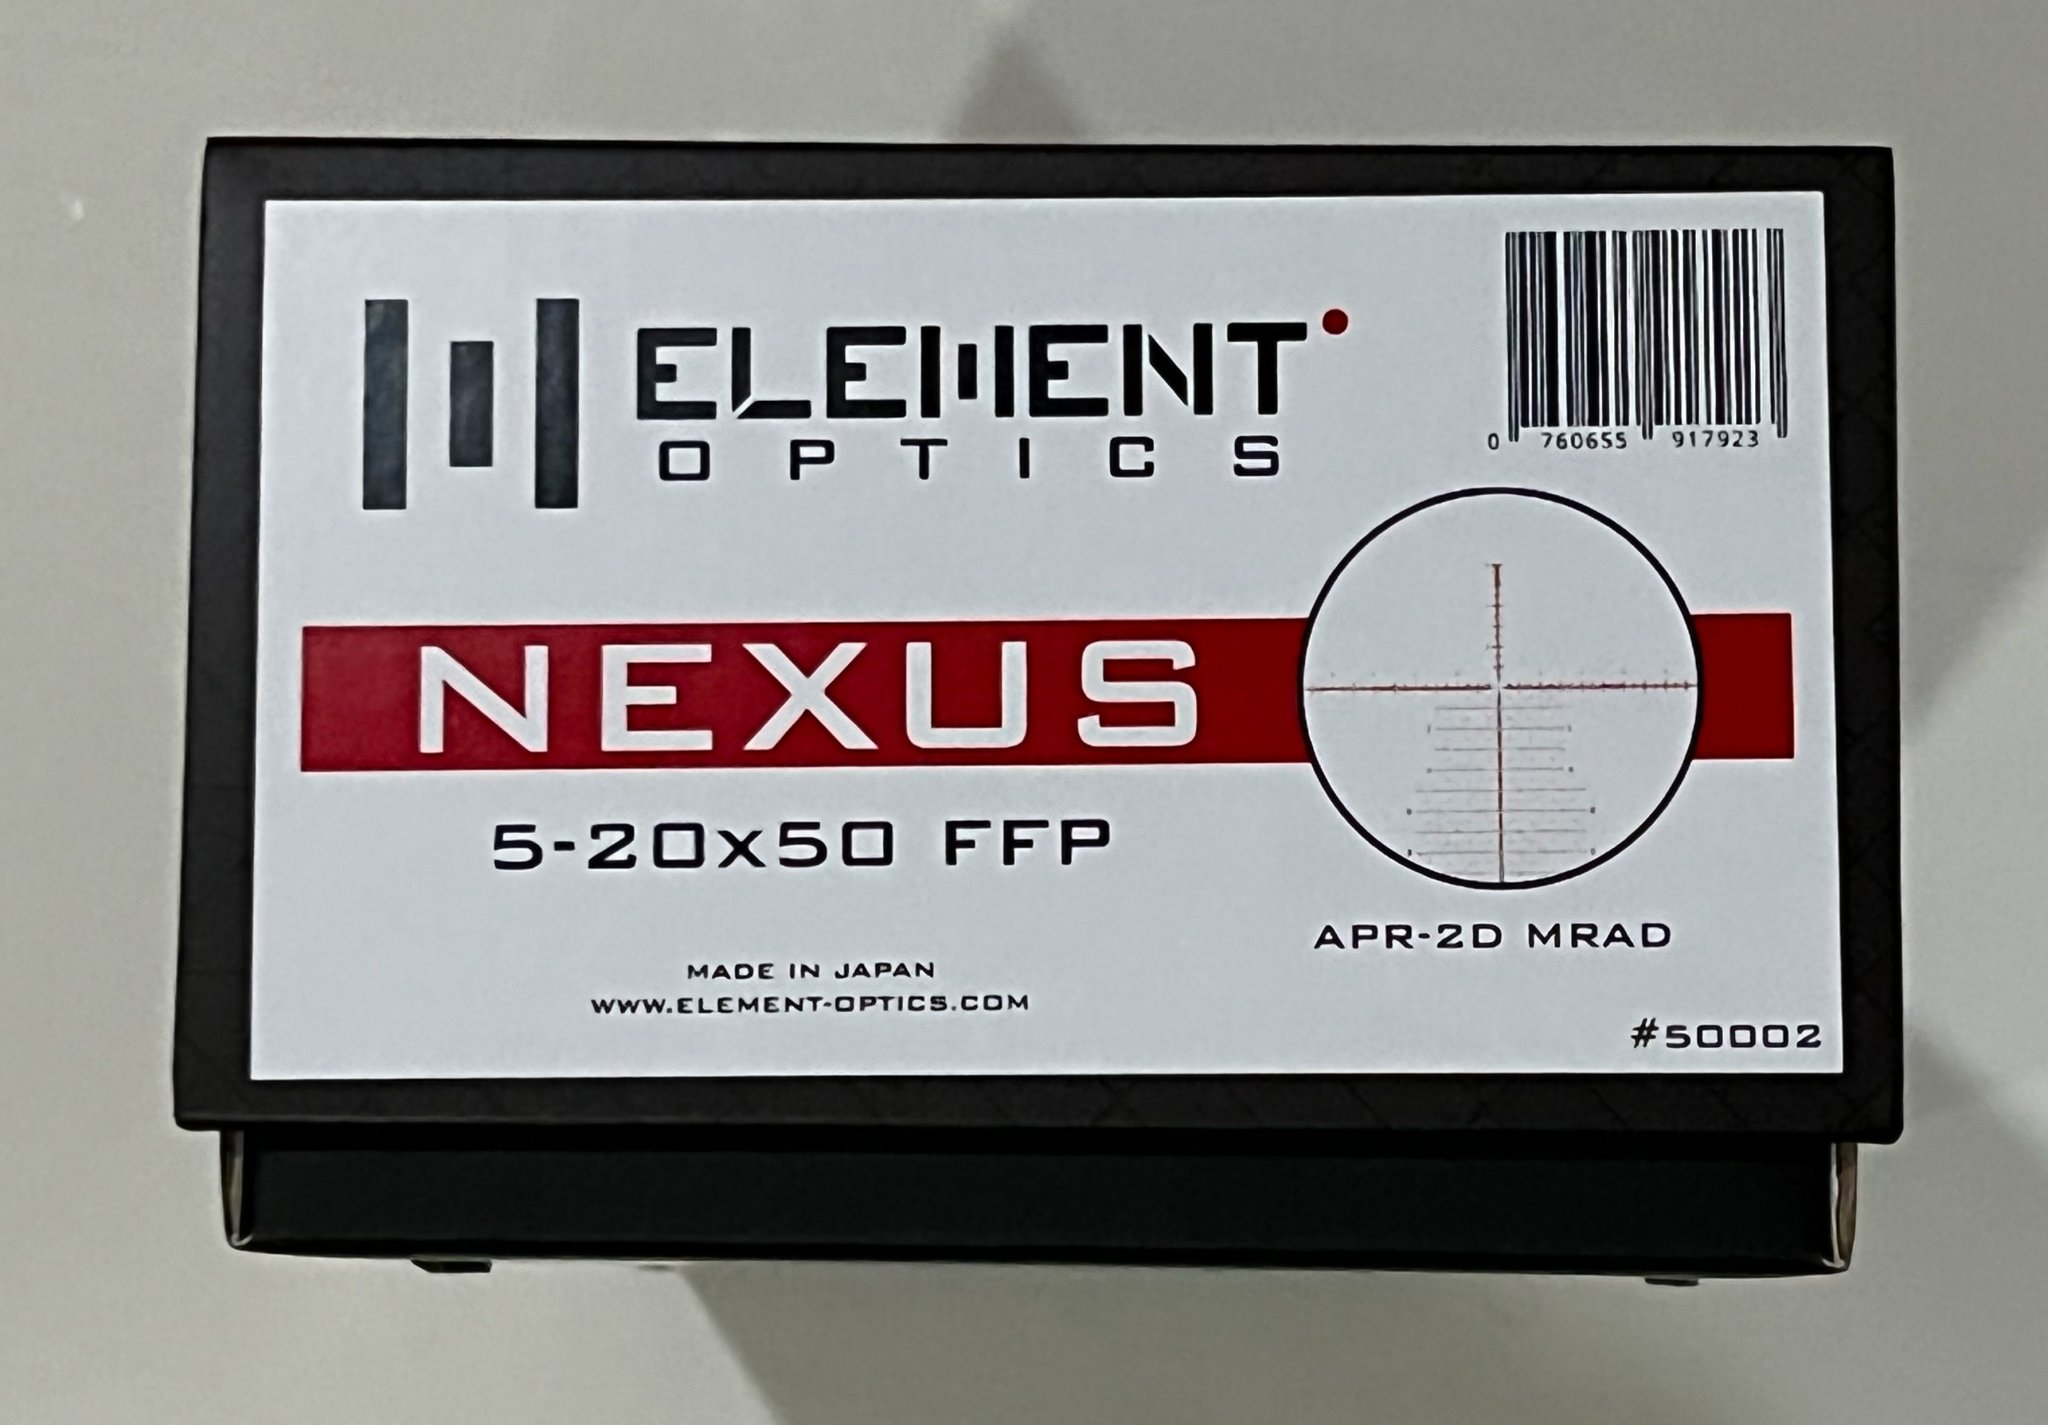 ELEMENT
OPTICS
0 760655 917923
NEXUS
5-20x50 FFP
APR-2D MRAD
MADE IN JAPAN
WWW.ELEMENT-OPTICS.COM
#50002